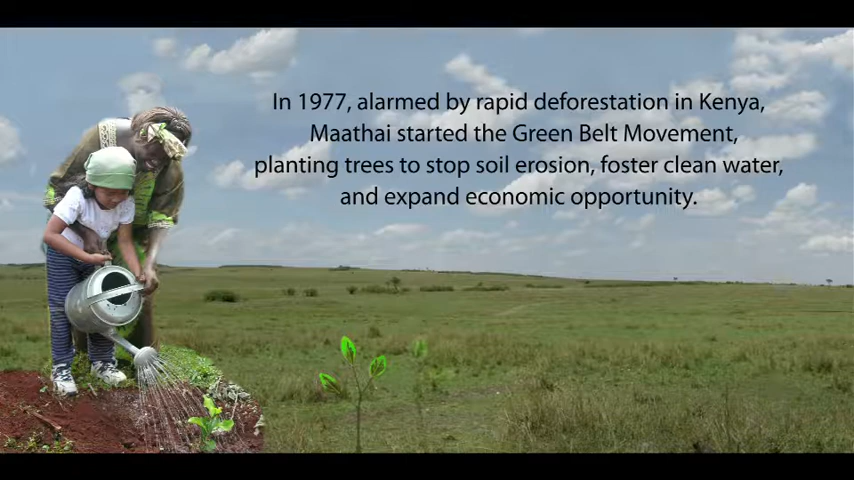 In 1977, alarmed by rapid deforestation in Kenya,
Maathai started the Green Belt Movement,
planting trees to stop soil erosion, foster clean water,
and expand economic opportunity.